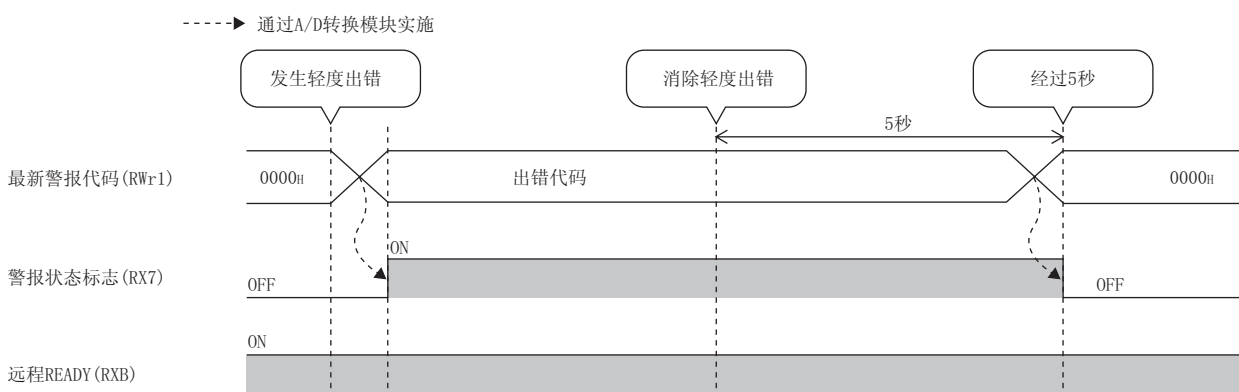 通过A/D转换模块实施
发生轻度出错
消除轻度出错
经过5秒
5秒
最新警报代码(RWr1)
0000H
出错代码
0000H
ON
警报状态标志(RX7)
OFF
OFF
ON
远程READY(RXB)